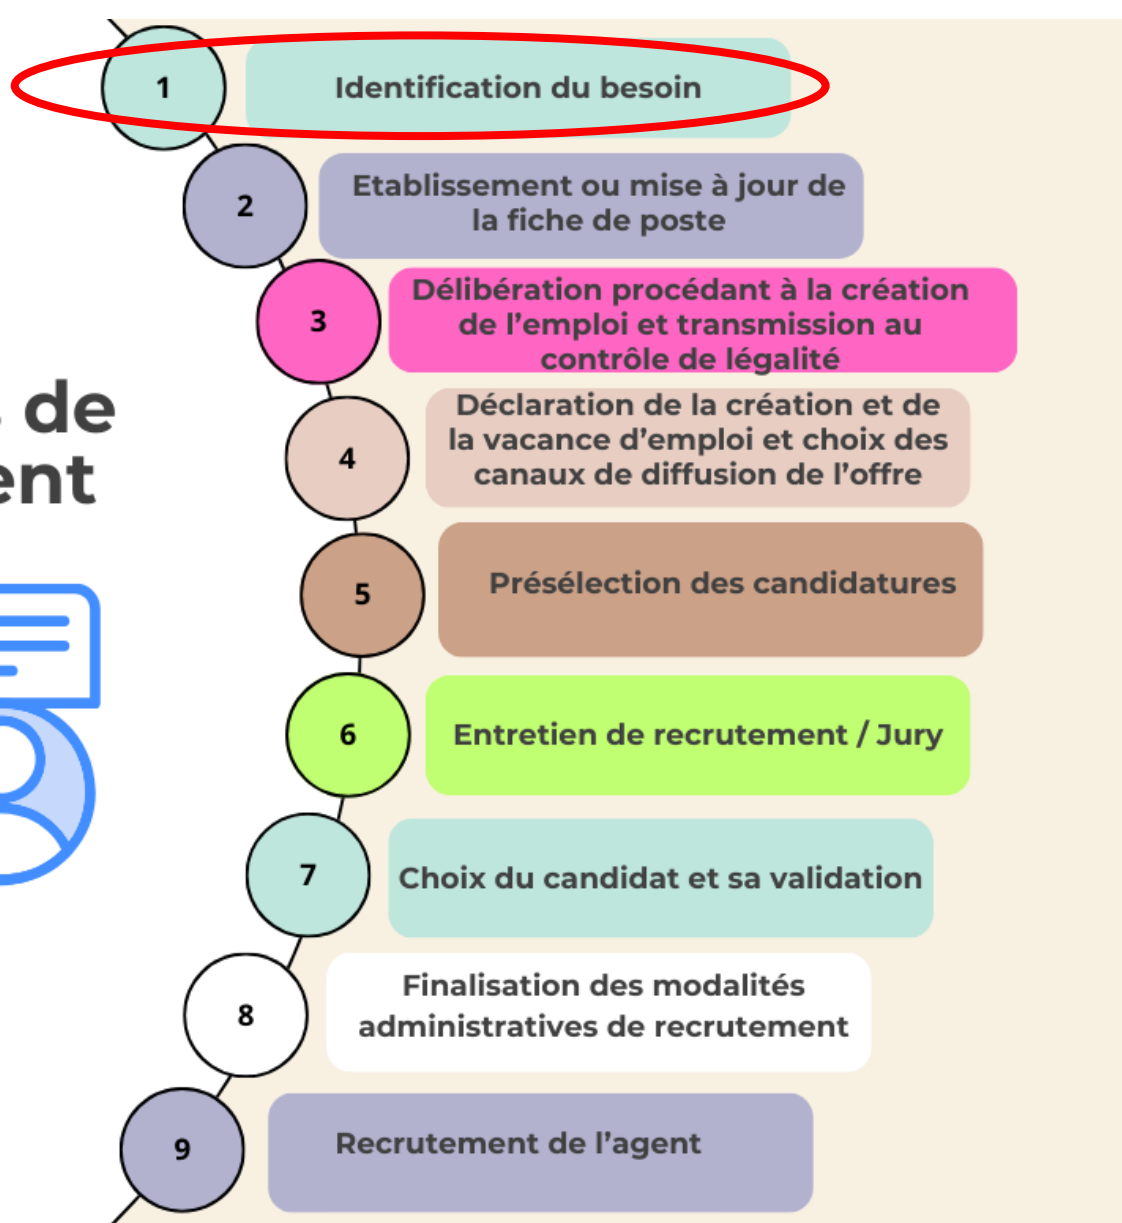 1
Identification du besoin
2
Etablissement ou mise à jour de
la fiche de poste
3
Délibération procédant à la création
de l’emploi et transmission au
contrôle de légalité
de
4
Déclaration de la création et de
la vacance d’emploi et choix des
canaux de diffusion de l’offre
5
Présélection des candidatures
6
Entretien de recrutement / Jury
7
Choix du candidat et sa validation
8
Finalisation des modalités
administratives de recrutement
9
Recrutement de l’agent